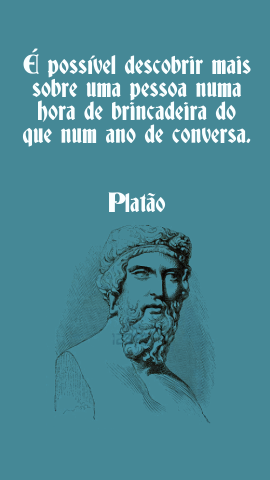 É possível descobrir mais
sobre uma pessoa numa
hora de brincadeira do
que num ano de conversa.
Platão